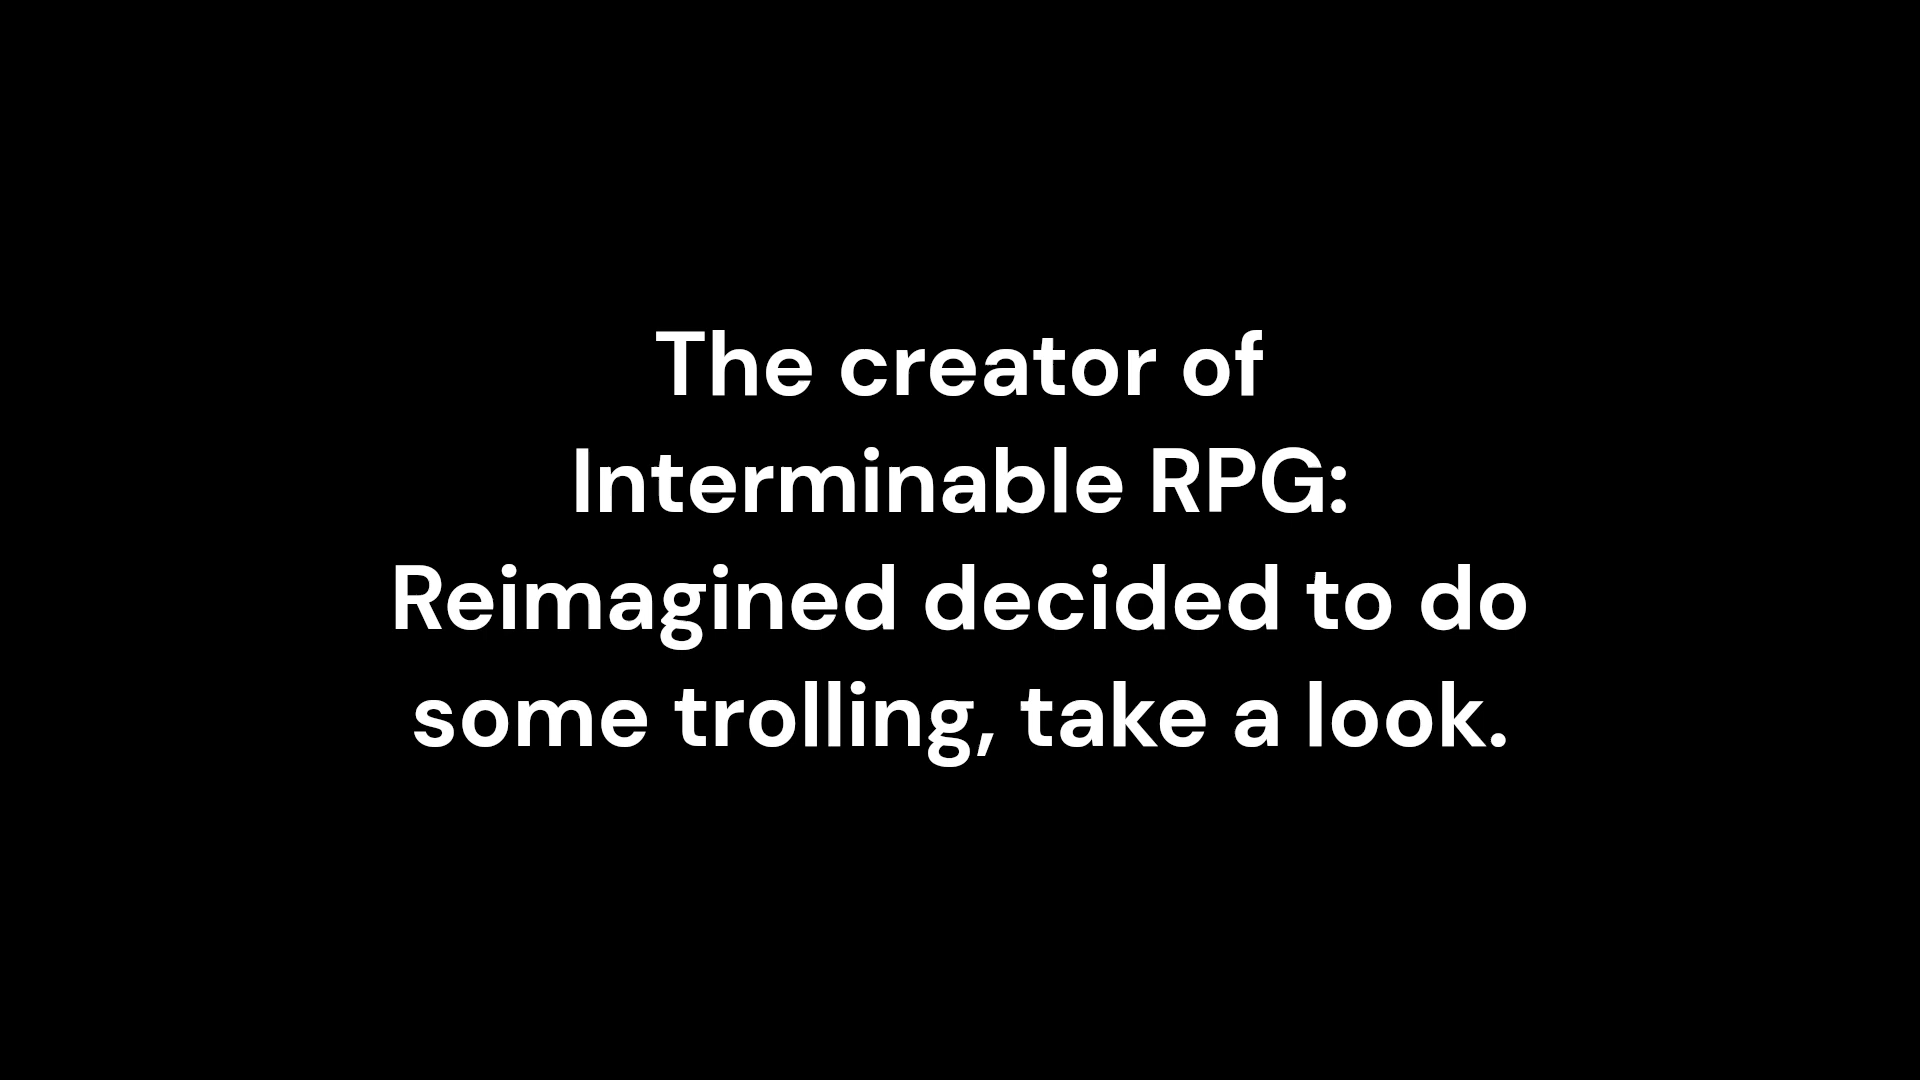 The creator of
Interminable RPG:
Reimagined decided to do
some trolling, take a look.